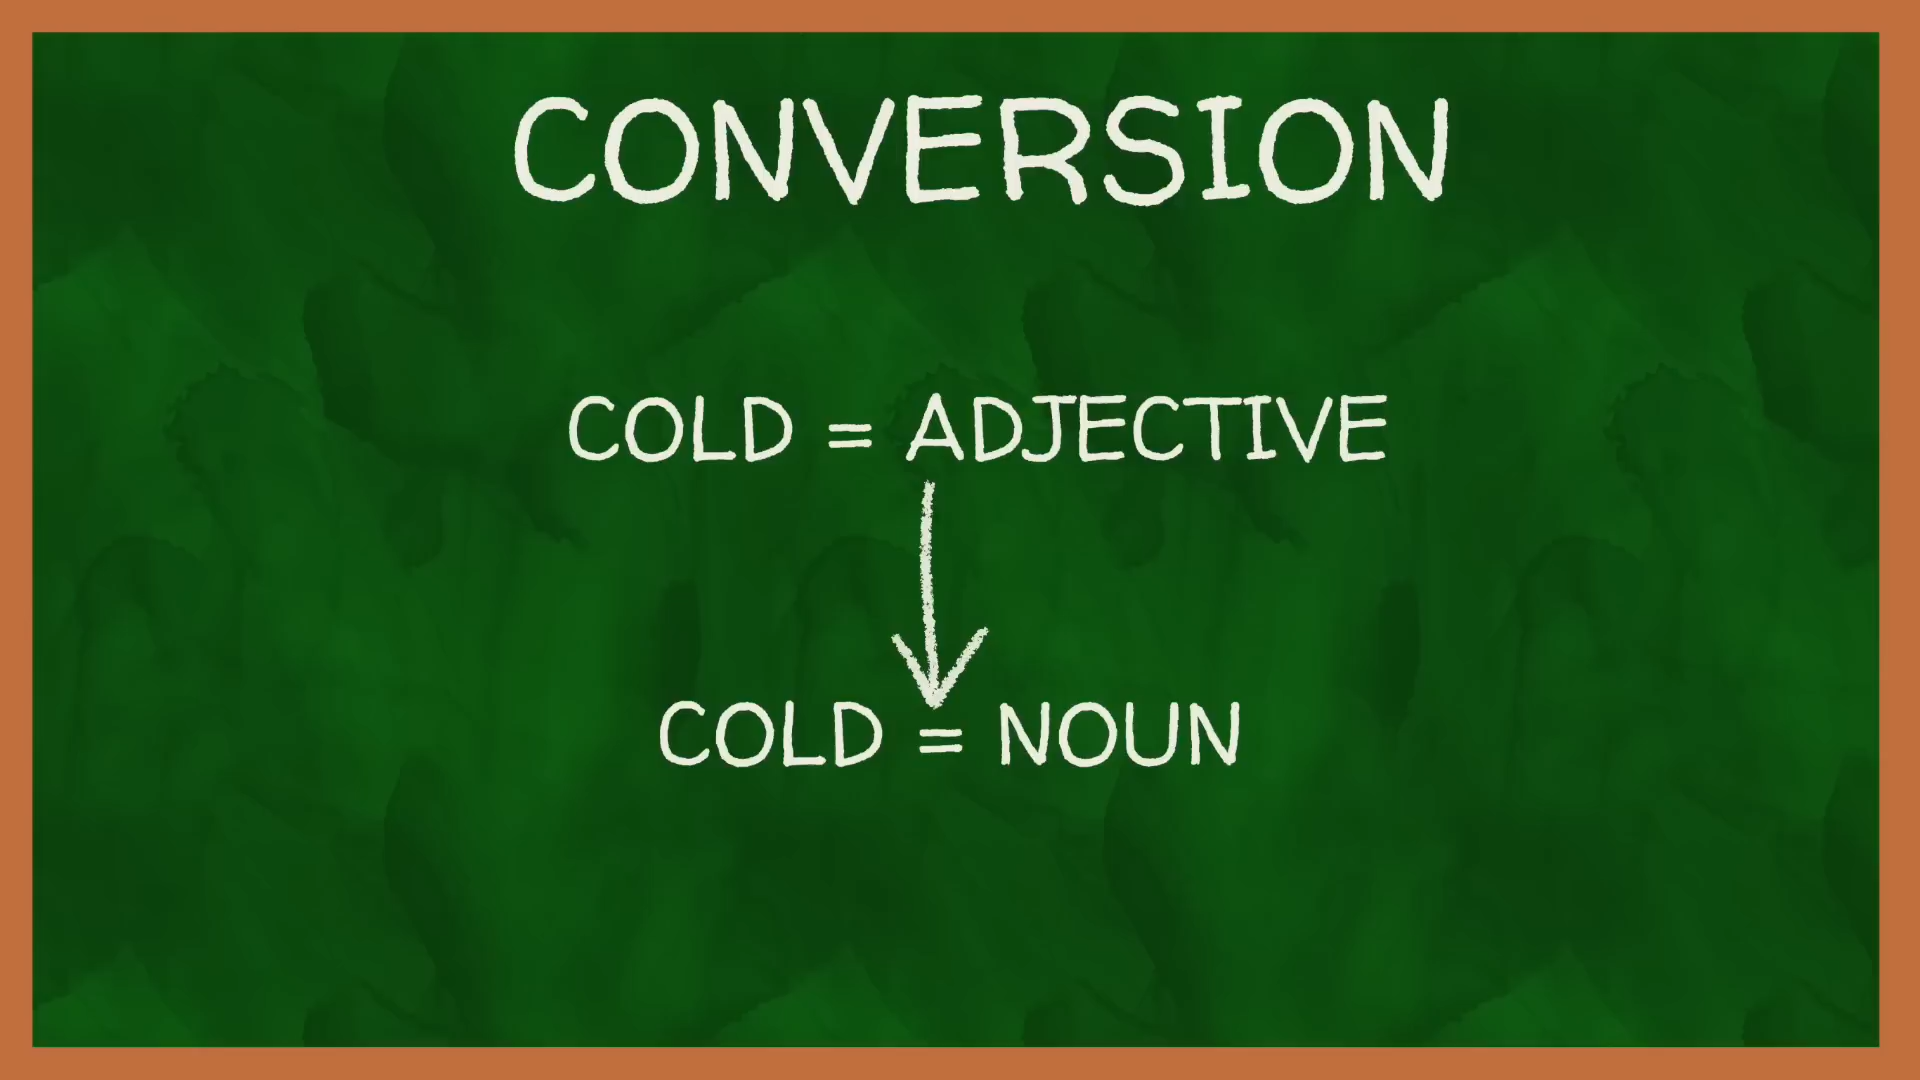 CONVERSION
COLD = ADJECTIVE
COLD = NOUN